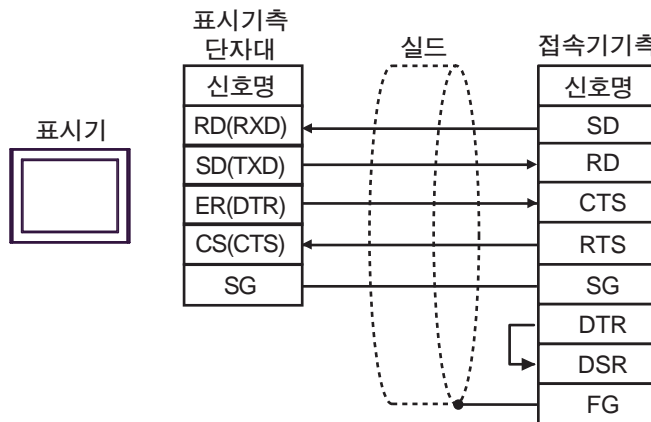 표시기측
단자대
실드
접속기기측
신호명
신호명
표시기
RD(RXD)
SD
SD(TXD)
RD
ER(DTR)
CTS
CS(CTS)
RTS
SG
SG
DTR
DSR
FG